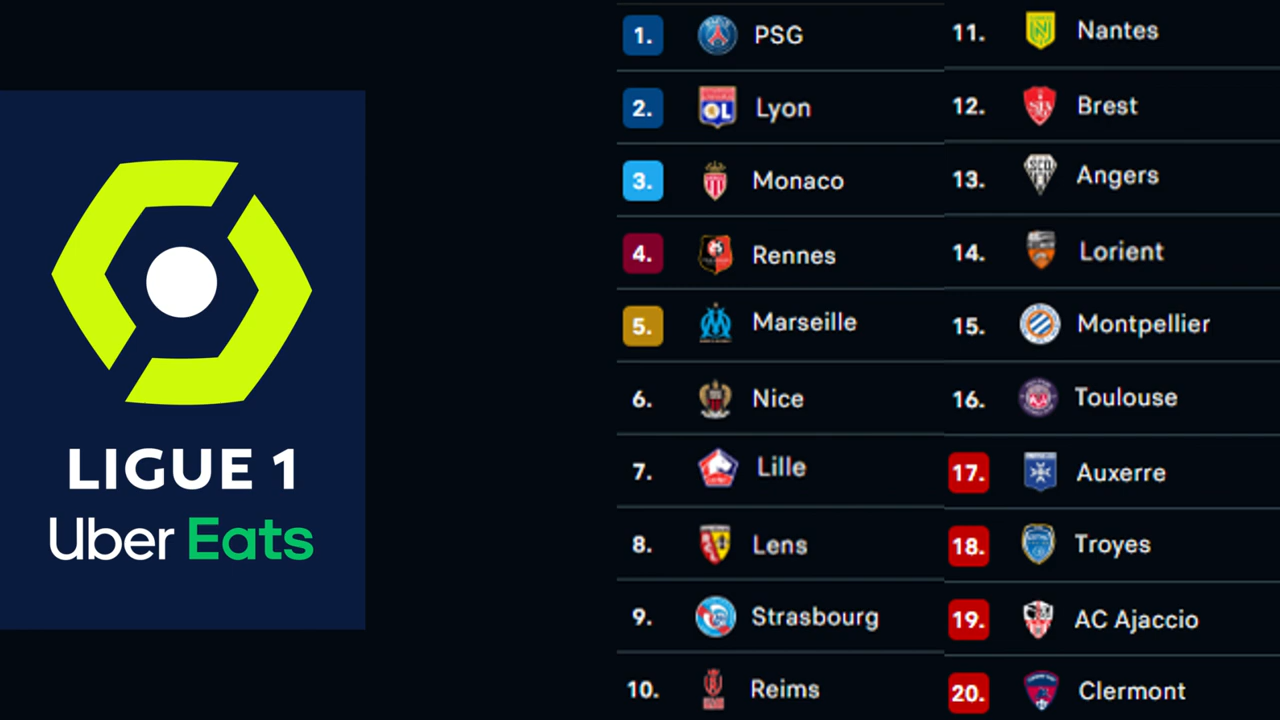 LIGUE 1
Uber Eats
1. PSG
2. Lyon
3. Monaco
4. Rennes
5. Marseille
6. Nice
7. Lille
8. Lens
9. Strasbourg
10. Reims
11. Nantes
12. Brest
13. Angers
14. Lorient
15. Montpellier
16. Toulouse
17. Auxerre
18. Troyes
19. AC Ajaccio
20. Clermont